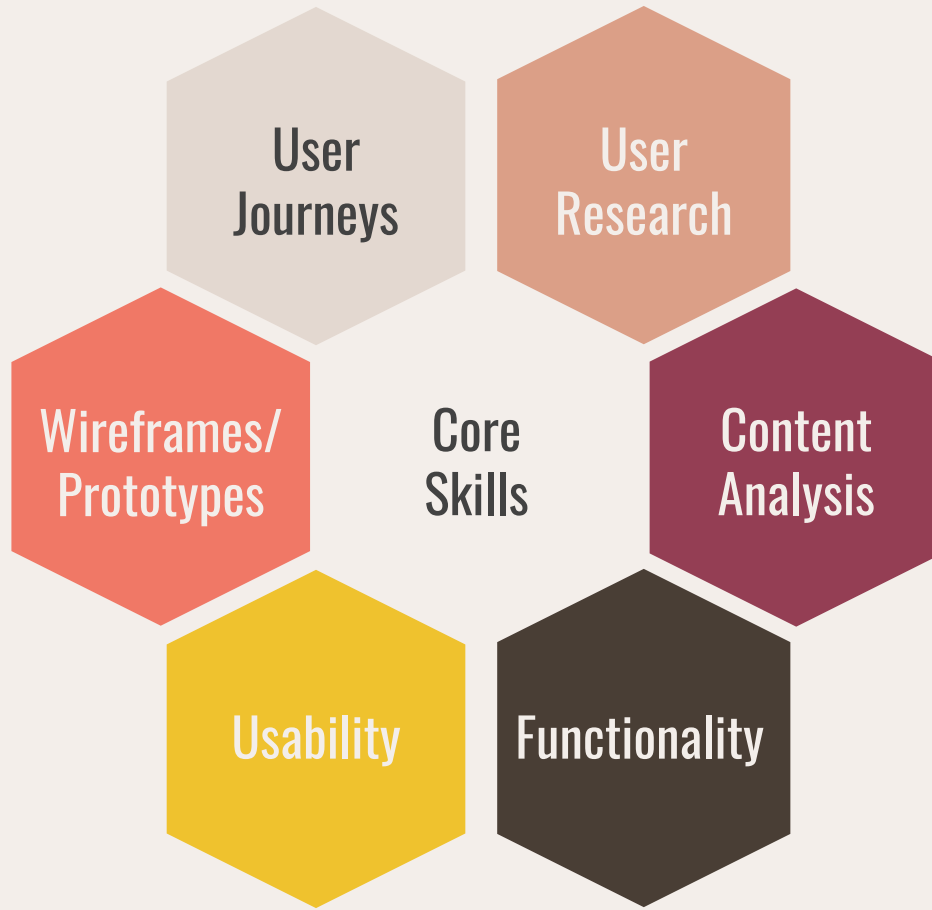 User
Journeys
User
Research
Wireframes/
Prototypes
Core
Skills
Content
Analysis
Usability
Functionality